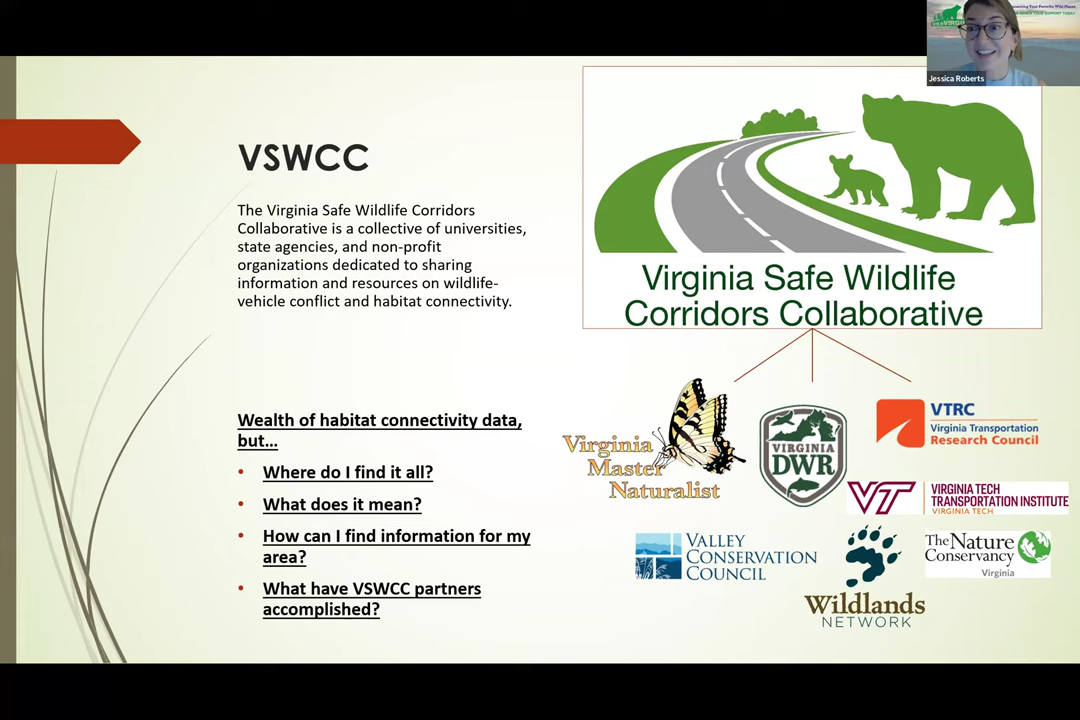 VSWCC
The Virginia Safe Wildlife Corridors
Collaborative is a collective of universities,
state agencies, and non-profit
organizations dedicated to sharing
information and resources on wildlife-
vehicle conflict and habitat connectivity.
Wealth of habitat connectivity data,
but...
• Where do I find it all?
• What does it mean?
• How can I find information for my
area?
• What have VSWCC partners
accomplished?
Virginia Safe Wildlife
Corridors Collaborative
Virginia
Master
Naturalist
VIRGINIA
DWR
VTRC
Virginia Transportation
Research Council
VT
VIRGINIA TECH
TRANSPORTATION INSTITUTE
VIRGINIA TECH
VALLEY
CONSERVATION
COUNCIL
Wildlands
NETWORK
The Nature
Conservancy
Virginia
Jessica Roberts